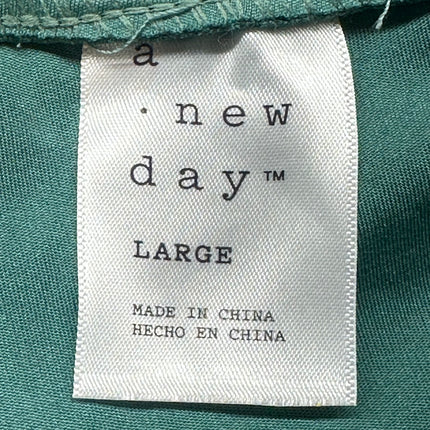 a
· new
day™
LARGE
MADE IN CHINA
HECHO EN CHINA